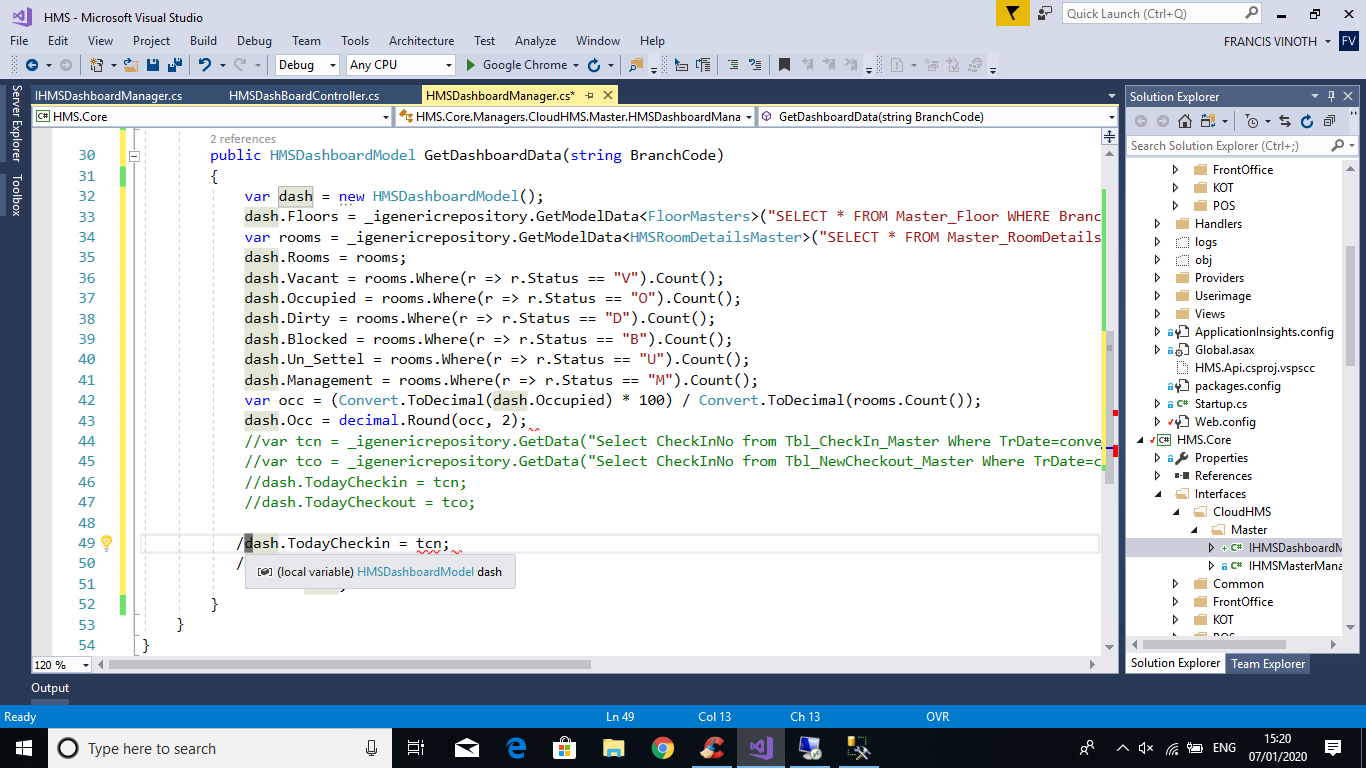 HMS - Microsoft Visual Studio
Quick Launch (Ctrl+Q)
File Edit View Project Build Debug Team Tools Architecture Test Analyze Window Help
FRANCIS VINOTH FV
Debug Any CPU Google Chrome
Server Explorer
Toolbox
IHMSDashboardManager.cs HMSDashBoardController.cs HMSDashboardManager.cs*
HMS.Core HMS.Core.Managers.CloudHMS.Master.HMSDashboardMana GetDashboardData(string BranchCode)
2 references
30 public HMSDashboardModel GetDashboardData(string BranchCode)
31 {
32 var dash = new HMSDashboardModel();
33 dash.Floors = _igenericrepository.GetModelData<FloorMasters>("SELECT * FROM Master_Floor WHERE Branc
34 var rooms = _igenericrepository.GetModelData<HMSRoomDetailsMaster>("SELECT * FROM Master_RoomDetails
35 dash.Rooms = rooms;
36 dash.Vacant = rooms.Where(r => r.Status == "V").Count();
37 dash.Occupied = rooms.Where(r => r.Status == "O").Count();
38 dash.Dirty = rooms.Where(r => r.Status == "D").Count();
39 dash.Blocked = rooms.Where(r => r.Status == "B").Count();
40 dash.Un_Settel = rooms.Where(r => r.Status == "U").Count();
41 dash.Management = rooms.Where(r => r.Status == "M").Count();
42 var occ = (Convert.ToDecimal(dash.Occupied) * 100) / Convert.ToDecimal(rooms.Count());
43 dash.Occ = decimal.Round(occ, 2);
44 //var tcn = _igenericrepository.GetData("Select CheckInNo from Tbl_CheckIn_Master Where TrDate=conve
45 //var tco = _igenericrepository.GetData("Select CheckInNo from Tbl_NewCheckout_Master Where TrDate=c
46 //dash.TodayCheckin = tcn;
47 //dash.TodayCheckout = tco;
48
49 /dash.TodayCheckin = tcn;
50 /
(local variable) HMSDashboardModel dash
51
52 }
53 }
54 }
120 %
Solution Explorer
Search Solution Explorer (Ctrl+;)
FrontOffice
KOT
POS
Handlers
logs
obj
Providers
Userimage
Views
ApplicationInsights.config
Global.asax
HMS.Api.csproj.vspscc
packages.config
Startup.cs
Web.config
HMS.Core
Properties
References
Interfaces
CloudHMS
Master
IHMSDashboardM
IHMSMasterMana
Common
FrontOffice
KOT
Solution Explorer Team Explorer
Output
Ready Ln 49 Col 13 Ch 13 OVR
Type here to search
ENG
15:20
07/01/2020